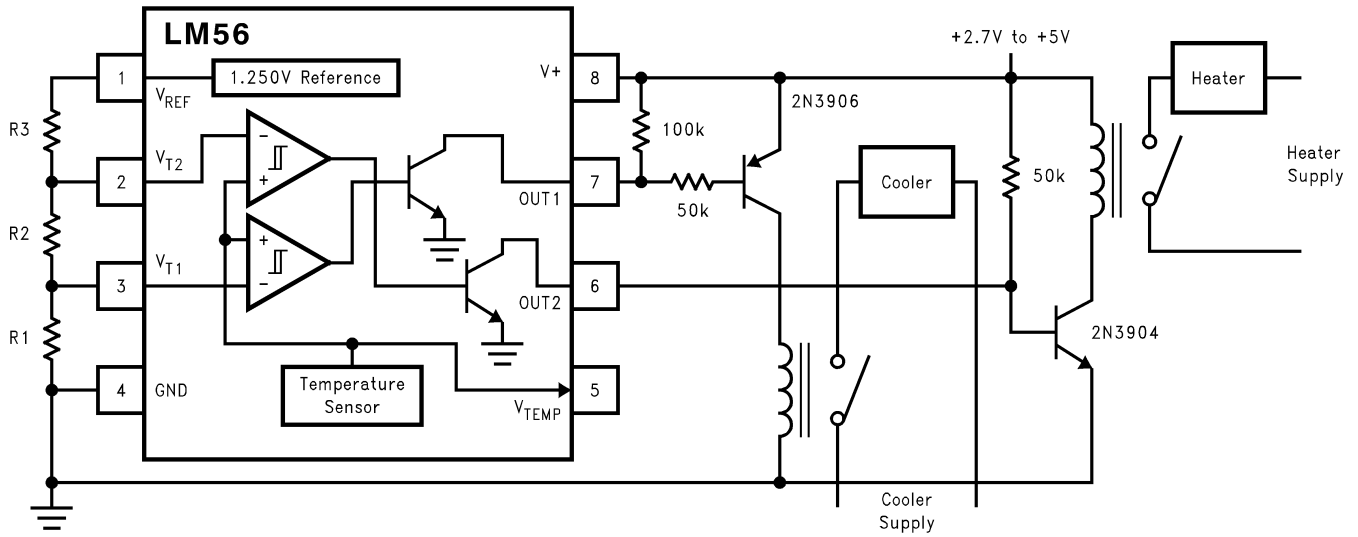 LM56
1
1.250V Reference
VREF
V+
8
+2.7V to +5V
Heater
2N3906
R3
100k
VT2
−
+
2
7
OUT1
50k
Cooler
50k
Heater
Supply
R2
+
−
VT1
3
6
OUT2
R1
2N3904
4
GND
Temperature
Sensor
5
VTEMP
Cooler
Supply